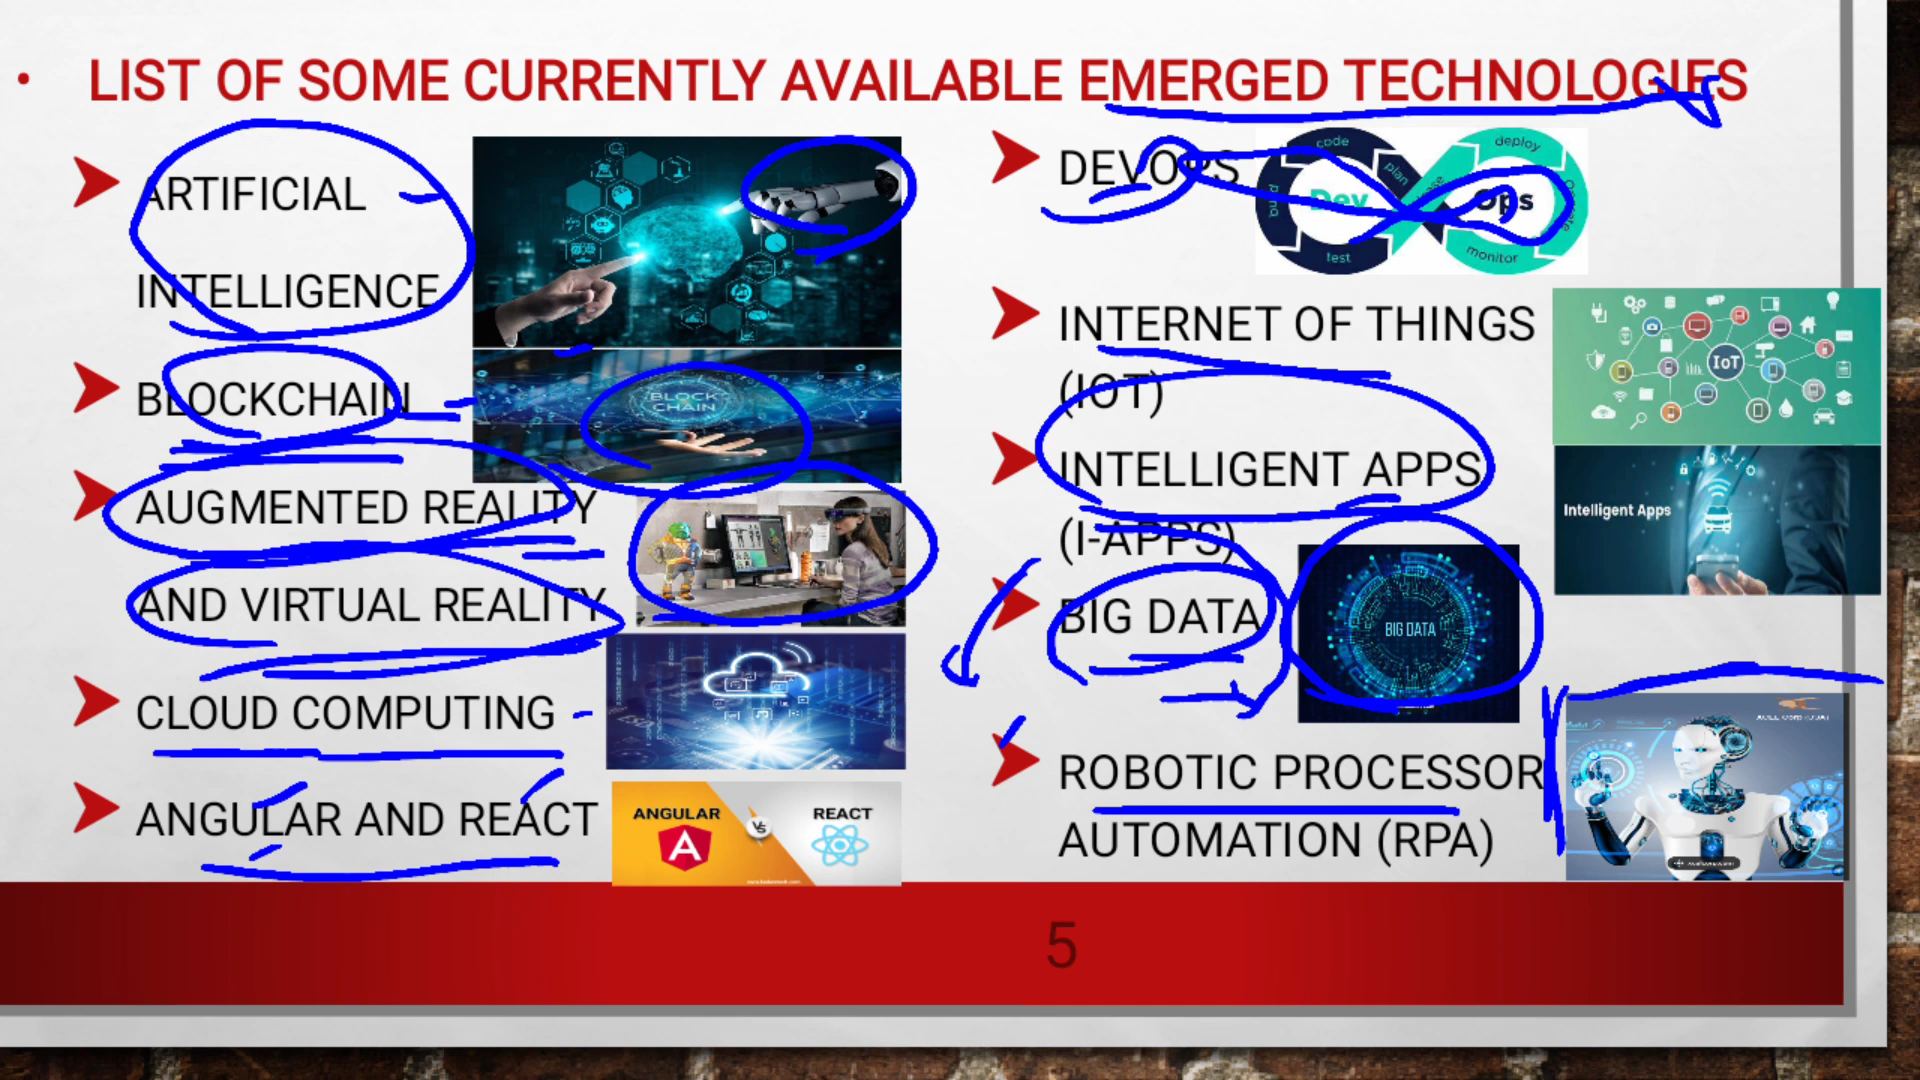 • LIST OF SOME CURRENTLY AVAILABLE EMERGED TECHNOLOGIES
ARTIFICIAL
INTELLIGENCE
BLOCKCHAIN
BLOCK
CHAIN
AUGMENTED REALITY
AND VIRTUAL REALITY
CLOUD COMPUTING
ANGULAR AND REACT
ANGULAR
VS
REACT
DEVOPS
code
plan
test
Dev
Ops
deploy
monitor
INTERNET OF THINGS
(IOT)
IoT
INTELLIGENT APPS
(I-APPS)
Intelligent Apps
BIG DATA
BIG DATA
ROBOTIC PROCESSOR
AUTOMATION (RPA)
5